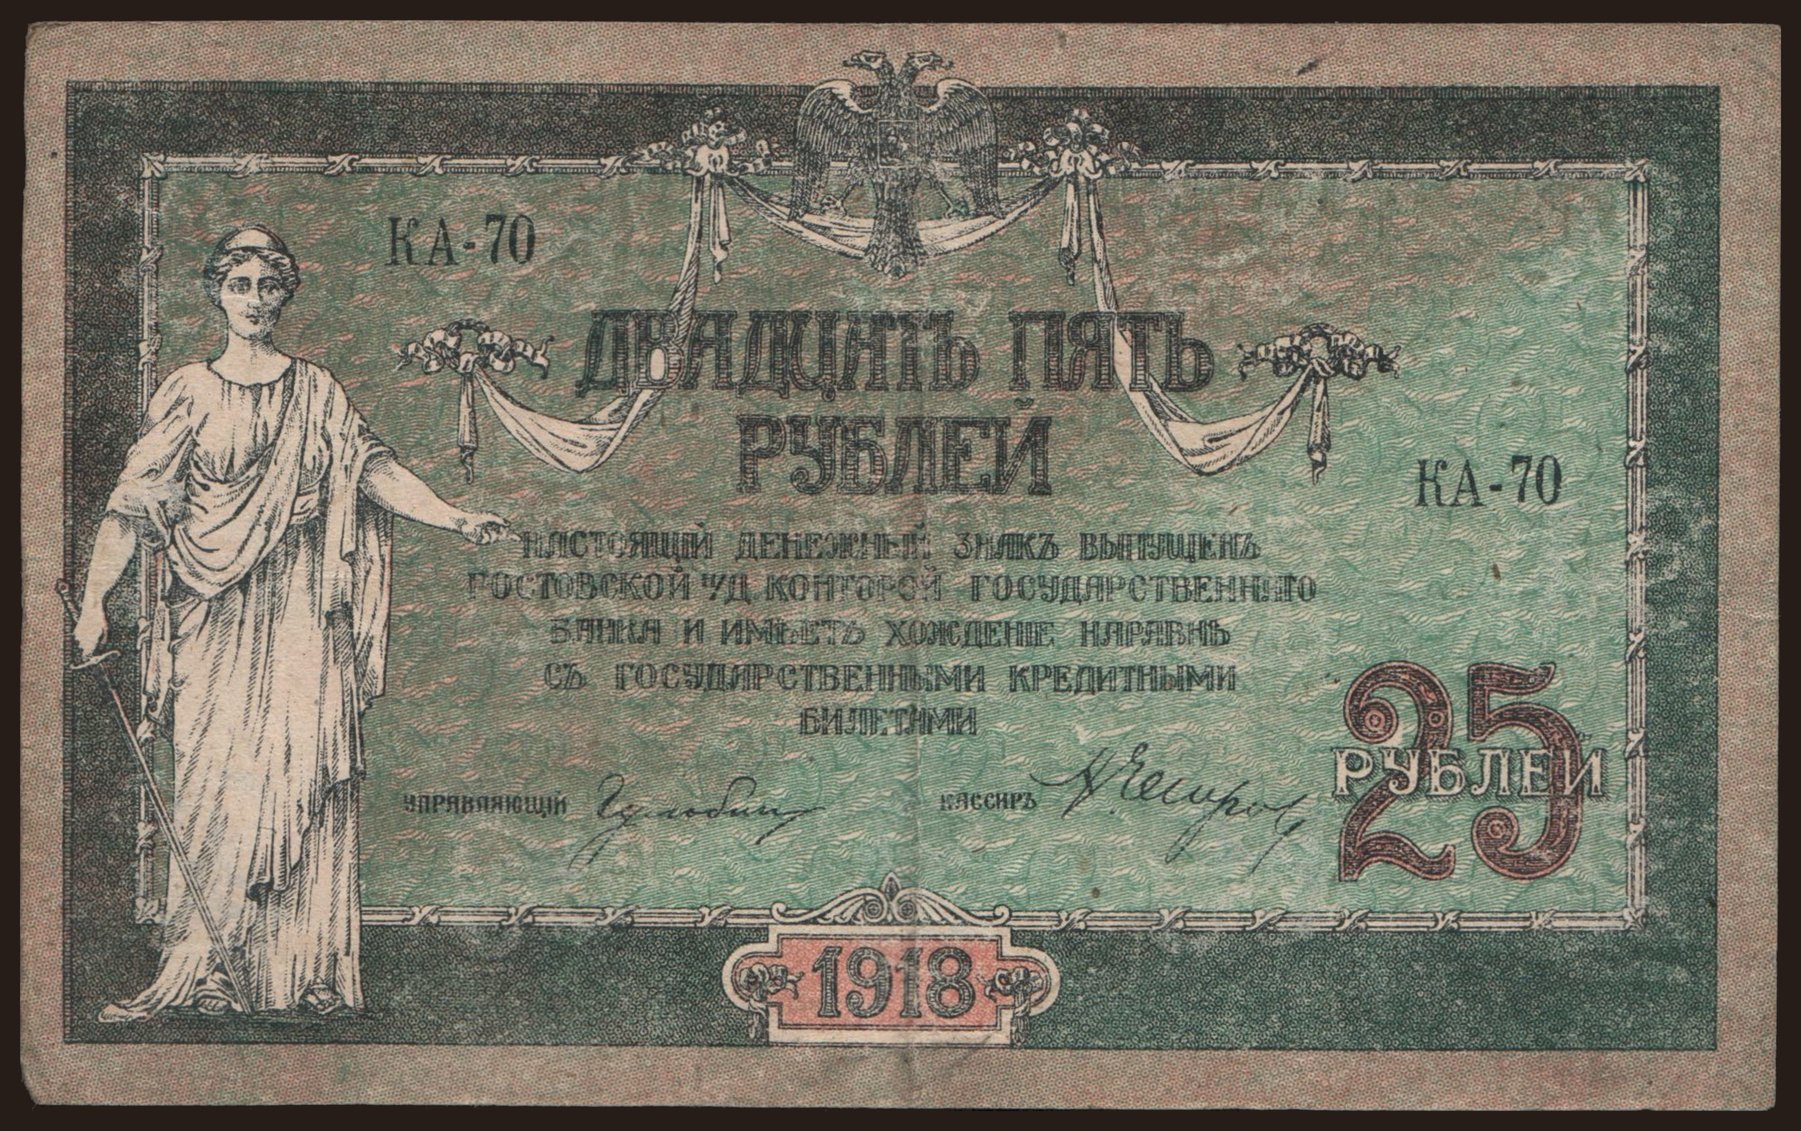 КА-70
ДВАДЦАТЬ ПЯТЬ
РУБЛЕЙ
КА-70
НАСТОЯЩІЙ ДЕНЕЖНЫЙ ЗНАКЪ ВЫПУЩЕНЪ
РОСТОВСКОЙ Н/Д КОНТОРОЙ ГОСУДАРСТВЕННАГО
БАНКА И ИМѢЕТЪ ХОЖДЕНІЕ НАРАВНѢ
СЪ ГОСУДАРСТВЕННЫМИ КРЕДИТНЫМИ
БИЛЕТАМИ
25
РУБЛЕЙ
УПРАВЛЯЮЩІЙ КАССИРЪ
1918